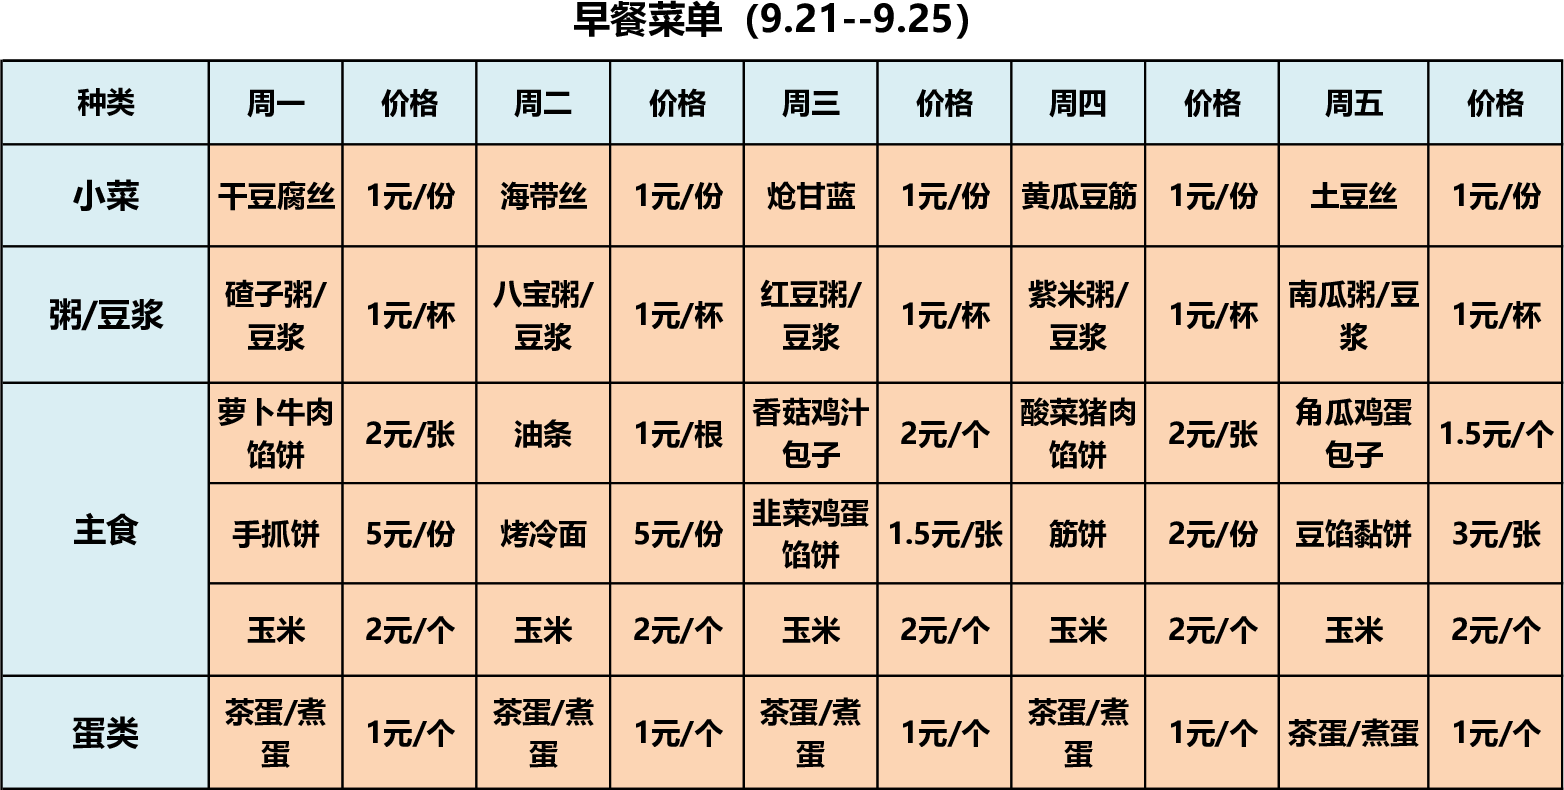 早餐菜单（9.21--9.25）
种类 周一 价格 周二 价格 周三 价格 周四 价格 周五 价格
小菜 干豆腐丝 1元/份 海带丝 1元/份 炝甘蓝 1元/份 黄瓜豆筋 1元/份 土豆丝 1元/份
粥/豆浆 碴子粥/豆浆 1元/杯 八宝粥/豆浆 1元/杯 红豆粥/豆浆 1元/杯 紫米粥/豆浆 1元/杯 南瓜粥/豆浆 1元/杯
主食 萝卜牛肉馅饼 2元/张 油条 1元/根 香菇鸡汁包子 2元/个 酸菜猪肉馅饼 2元/张 角瓜鸡蛋包子 1.5元/个
手抓饼 5元/份 烤冷面 5元/份 韭菜鸡蛋馅饼 1.5元/张 筋饼 2元/份 豆馅黏饼 3元/张
玉米 2元/个 玉米 2元/个 玉米 2元/个 玉米 2元/个 玉米 2元/个
蛋类 茶蛋/煮蛋 1元/个 茶蛋/煮蛋 1元/个 茶蛋/煮蛋 1元/个 茶蛋/煮蛋 1元/个 茶蛋/煮蛋 1元/个